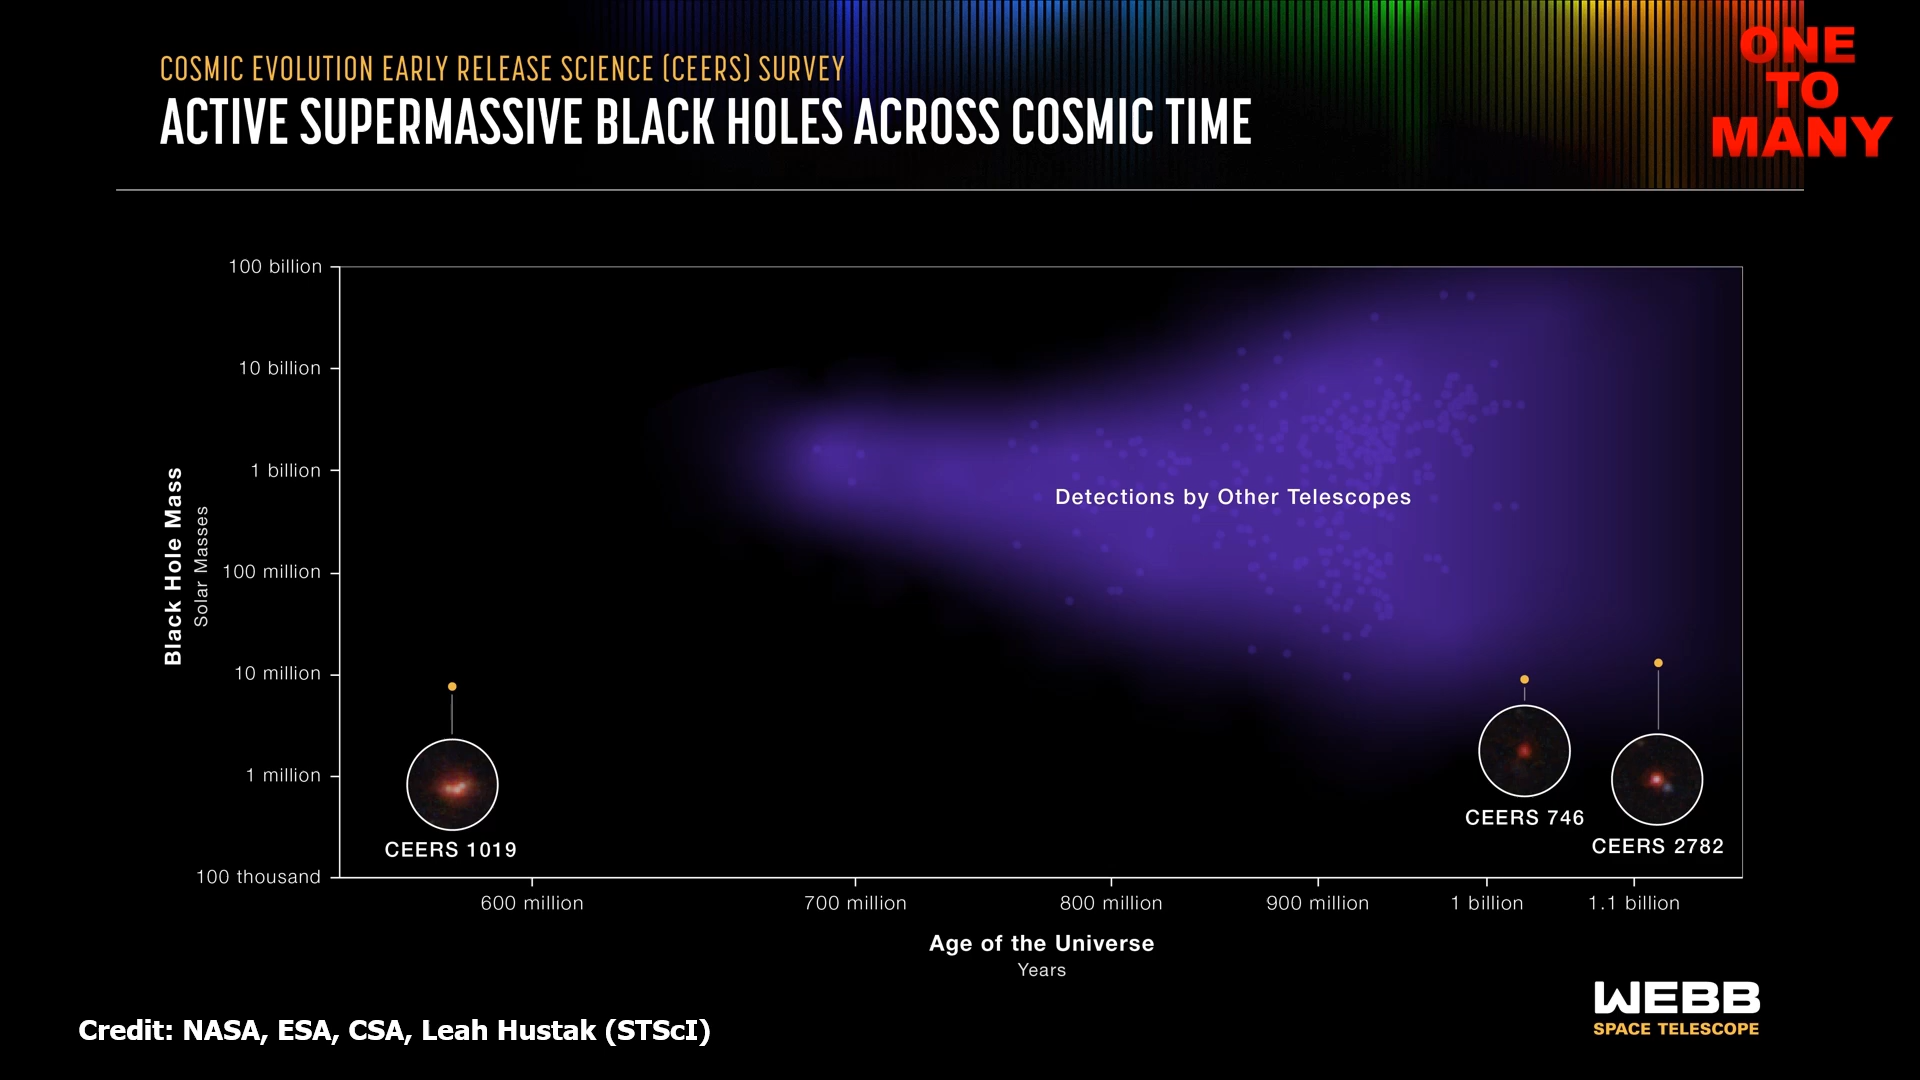 COSMIC EVOLUTION EARLY RELEASE SCIENCE (CEERS) SURVEY
ACTIVE SUPERMASSIVE BLACK HOLES ACROSS COSMIC TIME
ONE
TO
MANY
100 billion
10 billion
1 billion
100 million
10 million
1 million
100 thousand
Black Hole Mass
Solar Masses
Detections by Other Telescopes
CEERS 1019
CEERS 746
CEERS 2782
600 million
700 million
800 million
900 million
1 billion
1.1 billion
Age of the Universe
Years
WEBB
SPACE TELESCOPE
Credit: NASA, ESA, CSA, Leah Hustak (STScI)